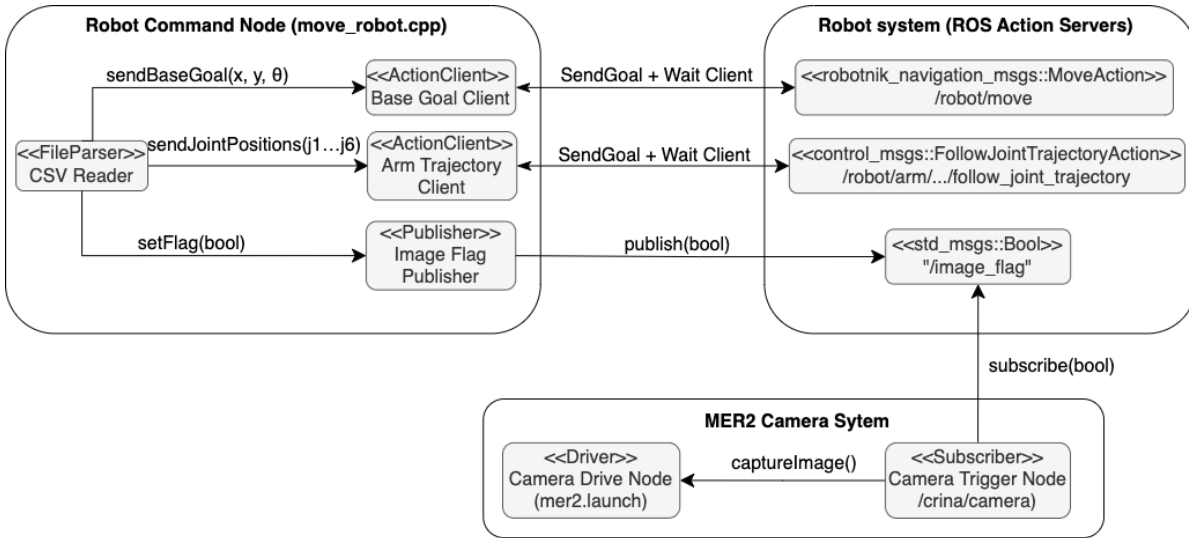 Robot Command Node (move_robot.cpp)
sendBaseGoal(x, y, θ)
<<ActionClient>>
Base Goal Client
<<FileParser>>
CSV Reader
sendJointPositions(j1...j6)
<<ActionClient>>
Arm Trajectory
Client
setFlag(bool)
<<Publisher>>
Image Flag
Publisher
SendGoal + Wait Client
SendGoal + Wait Client
publish(bool)
Robot system (ROS Action Servers)
<<robotnik_navigation_msgs::MoveAction>>
/robot/move
<<control_msgs::FollowJointTrajectoryAction>>
/robot/arm/.../follow_joint_trajectory
<<std_msgs::Bool>>
"/image_flag"
subscribe(bool)
MER2 Camera Sytem
<<Driver>>
Camera Drive Node
(mer2.launch)
captureImage()
<<Subscriber>>
Camera Trigger Node
/crina/camera)